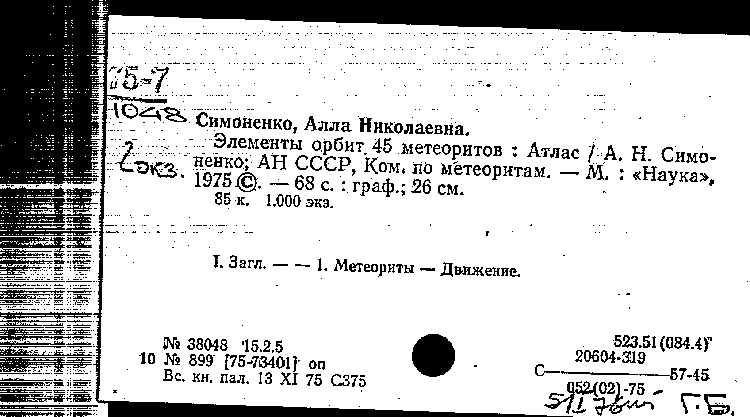 75-7
1048
Симоненко, Алла Николаевна.
Элементы орбит 45 метеоритов : Атлас / А. Н. Симо-
ненко; АН СССР, Ком. по метеоритам. — М. : «Наука»,
2 экз.
1975 ©. — 68 с. : граф.; 26 см.
85 к. 1.000 экз.
I. Загл. — — 1. Метеориты — Движение.
№ 38048 15.2.5
10 № 899 [75-73401] оп
Вс. кн. пал. 13 XI 75 С375
523.51(084.4)
20604-319
С 57-45
052(02)-75
Г.Б.